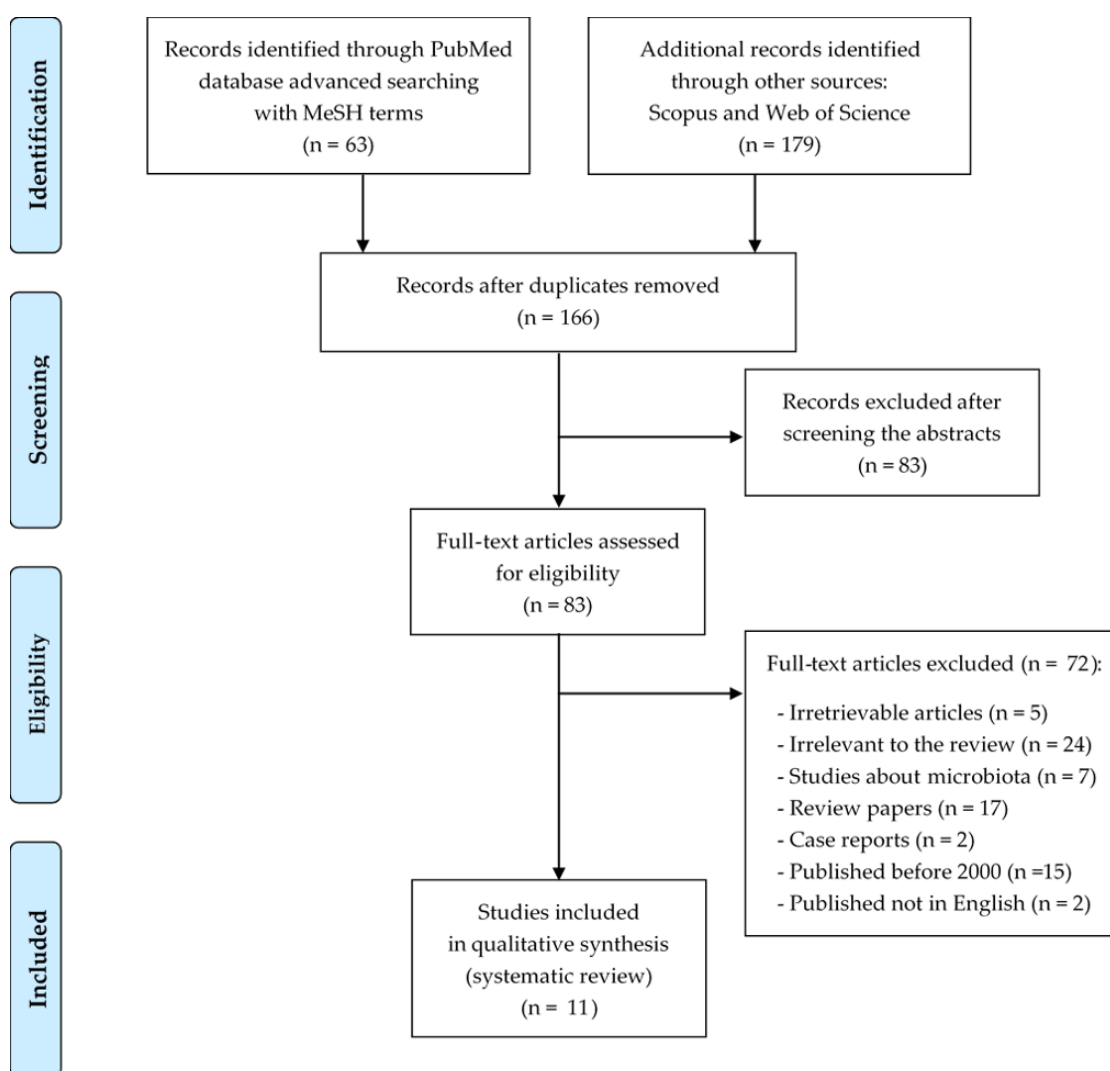 Identification
Records identified through PubMed
database advanced searching
with MeSH terms
(n = 63)
Additional records identified
through other sources:
Scopus and Web of Science
(n = 179)
Records after duplicates removed
(n = 166)
Screening
Records excluded after
screening the abstracts
(n = 83)
Full-text articles assessed
for eligibility
(n = 83)
Eligibility
Full-text articles excluded (n = 72):
- Irretrievable articles (n = 5)
- Irrelevant to the review (n = 24)
- Studies about microbiota (n = 7)
- Review papers (n = 17)
- Case reports (n = 2)
- Published before 2000 (n =15)
- Published not in English (n = 2)
Included
Studies included
in qualitative synthesis
(systematic review)
(n = 11)